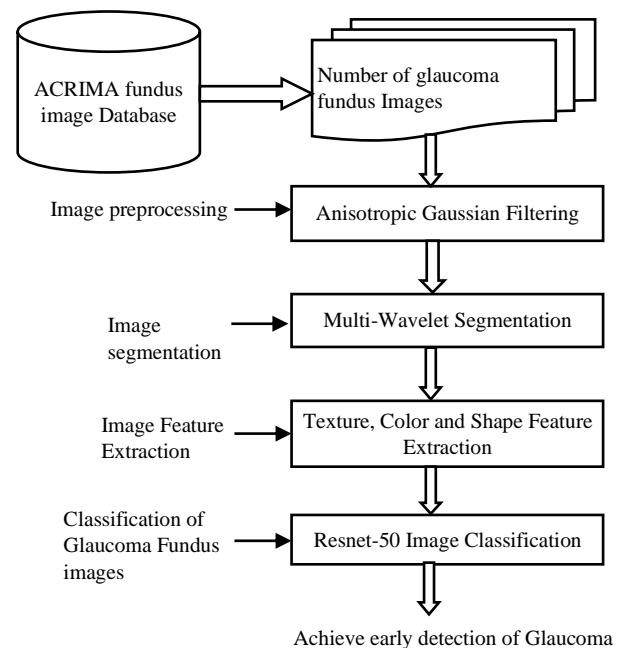 ACRIMA fundus
image Database
Number of glaucoma
fundus Images
Image preprocessing
Anisotropic Gaussian Filtering
Image
segmentation
Multi-Wavelet Segmentation
Image Feature
Extraction
Texture, Color and Shape Feature
Extraction
Classification of
Glaucoma Fundus
images
Resnet-50 Image Classification
Achieve early detection of Glaucoma